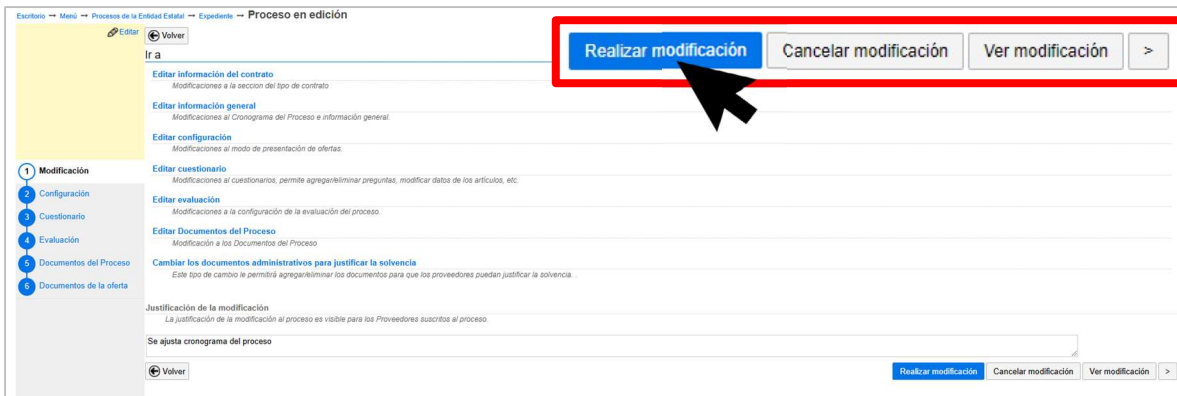 Escritorio → Menú → Procesos de la Entidad Estatal → Expediente → Proceso en edición
Editar
Volver
Ir a
Realizar modificación Cancelar modificación Ver modificación >
Editar información del contrato
Modificaciones a la seccion del tipo de contrato
Editar información general
Modificaciones al Cronograma del Proceso e información general.
Editar configuración
Modificaciones al modo de presentación de ofertas.
1 Modificación
2 Configuración
3 Cuestionario
4 Evaluación
5 Documentos del Proceso
6 Documentos de la oferta
Editar cuestionario
Modificaciones al cuestionarios, permite agregar/eliminar preguntas, modificar datos de los artículos, etc.
Editar evaluación
Modificaciones a la configuración de la evaluación del proceso.
Editar Documentos del Proceso
Modificación a los Documentos del Proceso
Cambiar los documentos administrativos para justificar la solvencia
Este tipo de cambio le permitirá agregar/eliminar los documentos para que los proveedores puedan justificar la solvencia. .
Justificación de la modificación
La justificación de la modificación al proceso es visible para los Proveedores suscritos al proceso.
Se ajusta cronograma del proceso
Volver
Realizar modificación Cancelar modificación Ver modificación >